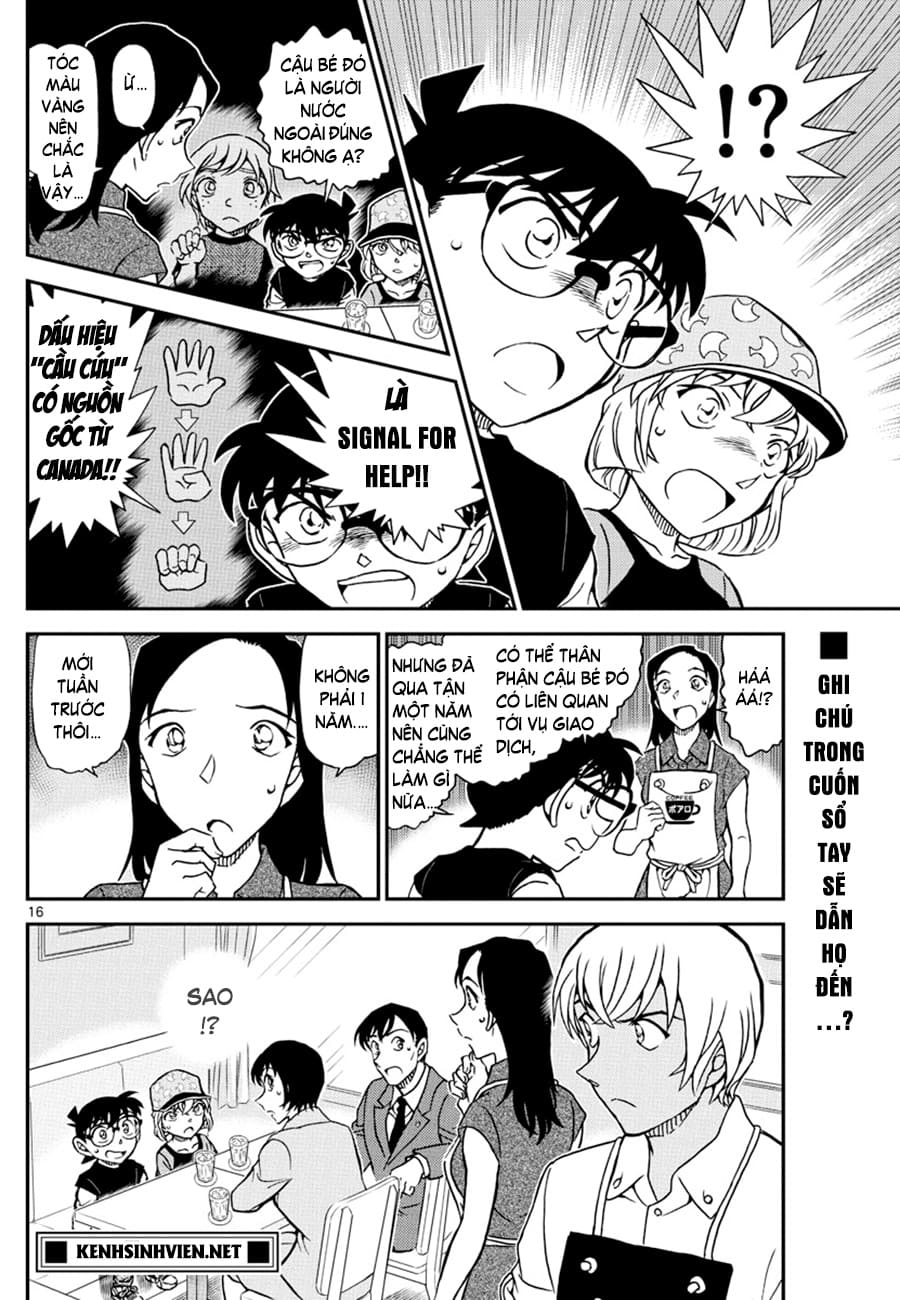 !?
CẬU BÉ ĐÓ
LÀ NGƯỜI
NƯỚC
NGOÀI ĐÚNG
KHÔNG Ạ?
Ừ...
TÓC
MÀU
VÀNG
NÊN
CHẮC
LÀ
VẬY...
LÀ
SIGNAL FOR
HELP!!
DẤU HIỆU
"CẦU CỨU"
CÓ NGUỒN
GỐC TỪ
CANADA!!
HÁÁ
ÁÁ!?
CÓ THỂ THÂN
PHẬN CẬU BÉ ĐÓ
CÓ LIÊN QUAN
TỚI VỤ GIAO
DỊCH,
NHƯNG ĐÃ
QUA TẬN
MỘT NĂM
NÊN CŨNG
CHẲNG THỂ
LÀM GÌ
NỮA...
COFFEE
ポアロ
KHÔNG
PHẢI 1
NĂM....
MỚI
TUẦN
TRƯỚC
THÔI...
16
SAO
!?
GHI
CHÚ
TRONG
CUỐN
SỔ
TAY
SẼ
DẪN
HỌ
ĐẾN
...?
KENHSINHVIEN.NET